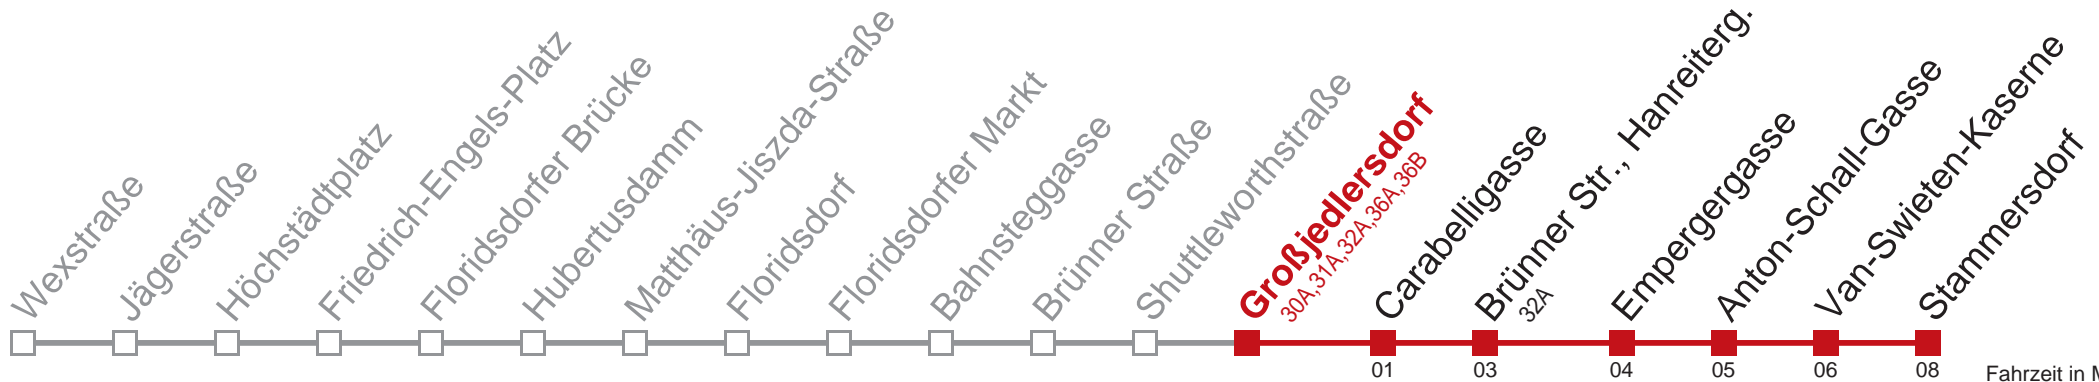 Wexstraße
Jägerstraße
Höchstädtplatz
Friedrich-Engels-Platz
Floridsdorfer Brücke
Hubertusdamm
Matthäus-Jiszda-Straße
Floridsdorf
Floridsdorfer Markt
Bahnsteggasse
Brünner Straße
Shuttleworthstraße
Großjedlersdorf
30A,31A,32A,36A,36B
Carabelligasse
Brünner Str., Hanreiterg.
32A
Empergergasse
Anton-Schall-Gasse
Van-Swieten-Kaserne
Stammersdorf
01 03 04 05 06 08
Fahrzeit in